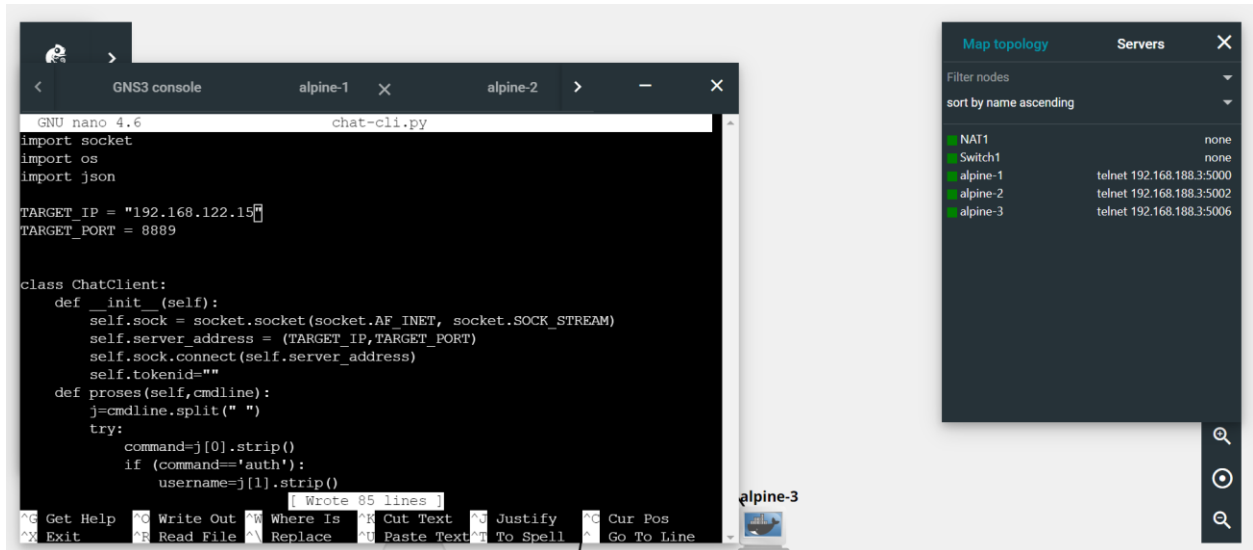 GNS3 console alpine-1 alpine-2
GNU nano 4.6 chat-cli.py
import socket
import os
import json
TARGET_IP = "192.168.122.15"
TARGET_PORT = 8889
class ChatClient:
    def __init__(self):
        self.sock = socket.socket(socket.AF_INET, socket.SOCK_STREAM)
        self.server_address = (TARGET_IP,TARGET_PORT)
        self.sock.connect(self.server_address)
        self.tokenid=""
    def proses(self,cmdline):
        j=cmdline.split(" ")
        try:
            command=j[0].strip()
            if (command=='auth'):
                username=j[1].strip()
[ Wrote 85 lines ]
^G Get Help ^O Write Out ^W Where Is ^K Cut Text ^J Justify ^C Cur Pos
^X Exit ^R Read File ^\ Replace ^U Paste Text ^T To Spell ^_ Go To Line
alpine-3
Map topology Servers
Filter nodes
sort by name ascending
NAT1 none
Switch1 none
alpine-1 telnet 192.168.188.3:5000
alpine-2 telnet 192.168.188.3:5002
alpine-3 telnet 192.168.188.3:5006